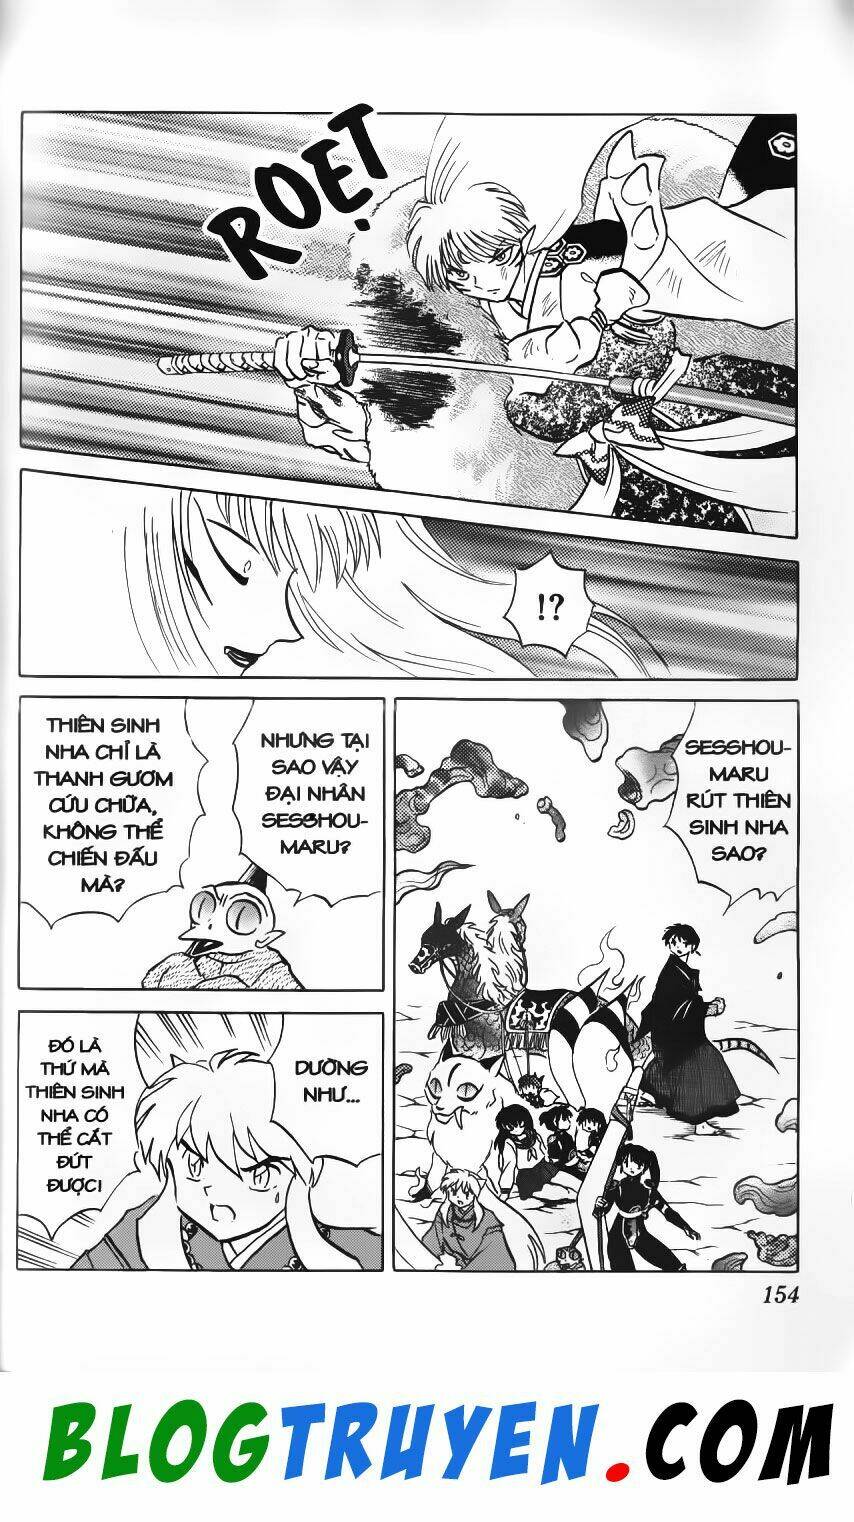 ROẸT
!?
SESSHOU-
MARU
RÚT THIÊN
SINH NHA
SAO?
NHƯNG TẠI
SAO VẬY
ĐẠI NHÂN
SESSHOU-
MARU?
THIÊN SINH
NHA CHỈ LÀ
THANH GƯƠM
CỨU CHỮA,
KHÔNG THỂ
CHIẾN ĐẤU
MÀ?
DƯỜNG
NHƯ...
ĐÓ LÀ
THỨ MÀ
THIÊN SINH
NHA CÓ
THỂ CẮT
ĐỨT
ĐƯỢC!
154
BLOGTRUYEN.COM